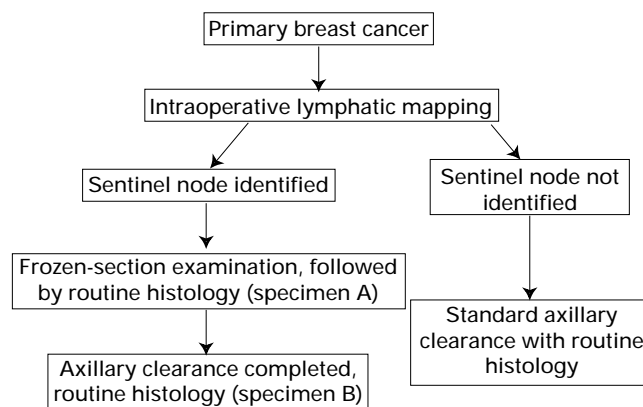 Primary breast cancer
Intraoperative lymphatic mapping
Sentinel node identified
Sentinel node not
identified
Frozen-section examination, followed
by routine histology (specimen A)
Standard axillary
clearance with routine
histology
Axillary clearance completed,
routine histology (specimen B)